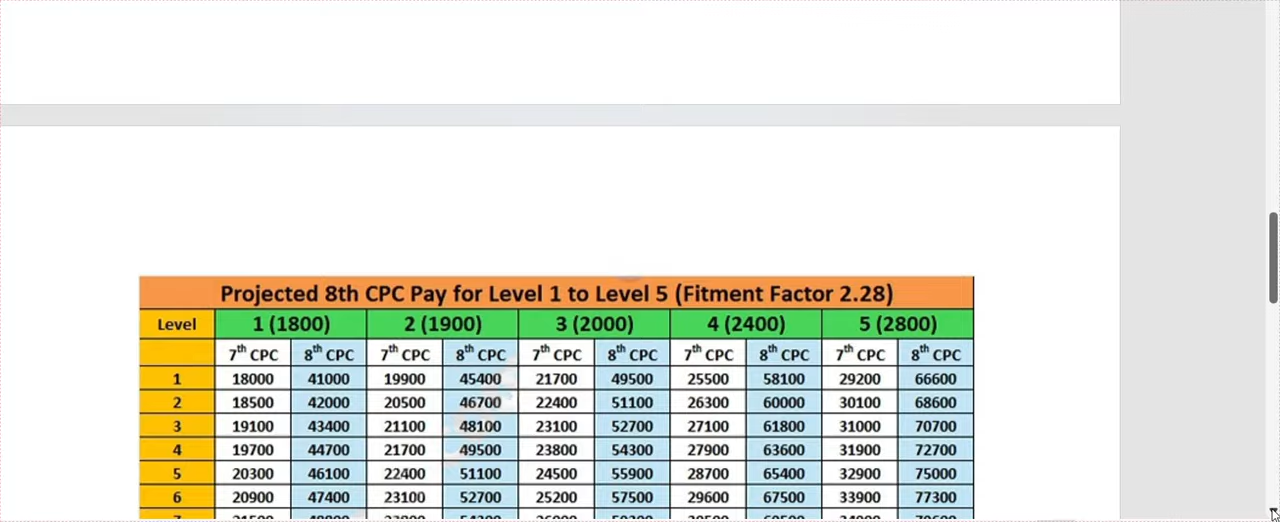 Projected 8th CPC Pay for Level 1 to Level 5 (Fitment Factor 2.28)
Level 1 (1800) 2 (1900) 3 (2000) 4 (2400) 5 (2800)
7th CPC 8th CPC 7th CPC 8th CPC 7th CPC 8th CPC 7th CPC 8th CPC 7th CPC 8th CPC
1 18000 41000 19900 45400 21700 49500 25500 58100 29200 66600
2 18500 42000 20500 46700 22400 51100 26300 60000 30100 68600
3 19100 43400 21100 48100 23100 52700 27100 61800 31000 70700
4 19700 44700 21700 49500 23800 54300 27900 63600 31900 72700
5 20300 46100 22400 51100 24500 55900 28700 65400 32900 75000
6 20900 47400 23100 52700 25200 57500 29600 67500 33900 77300